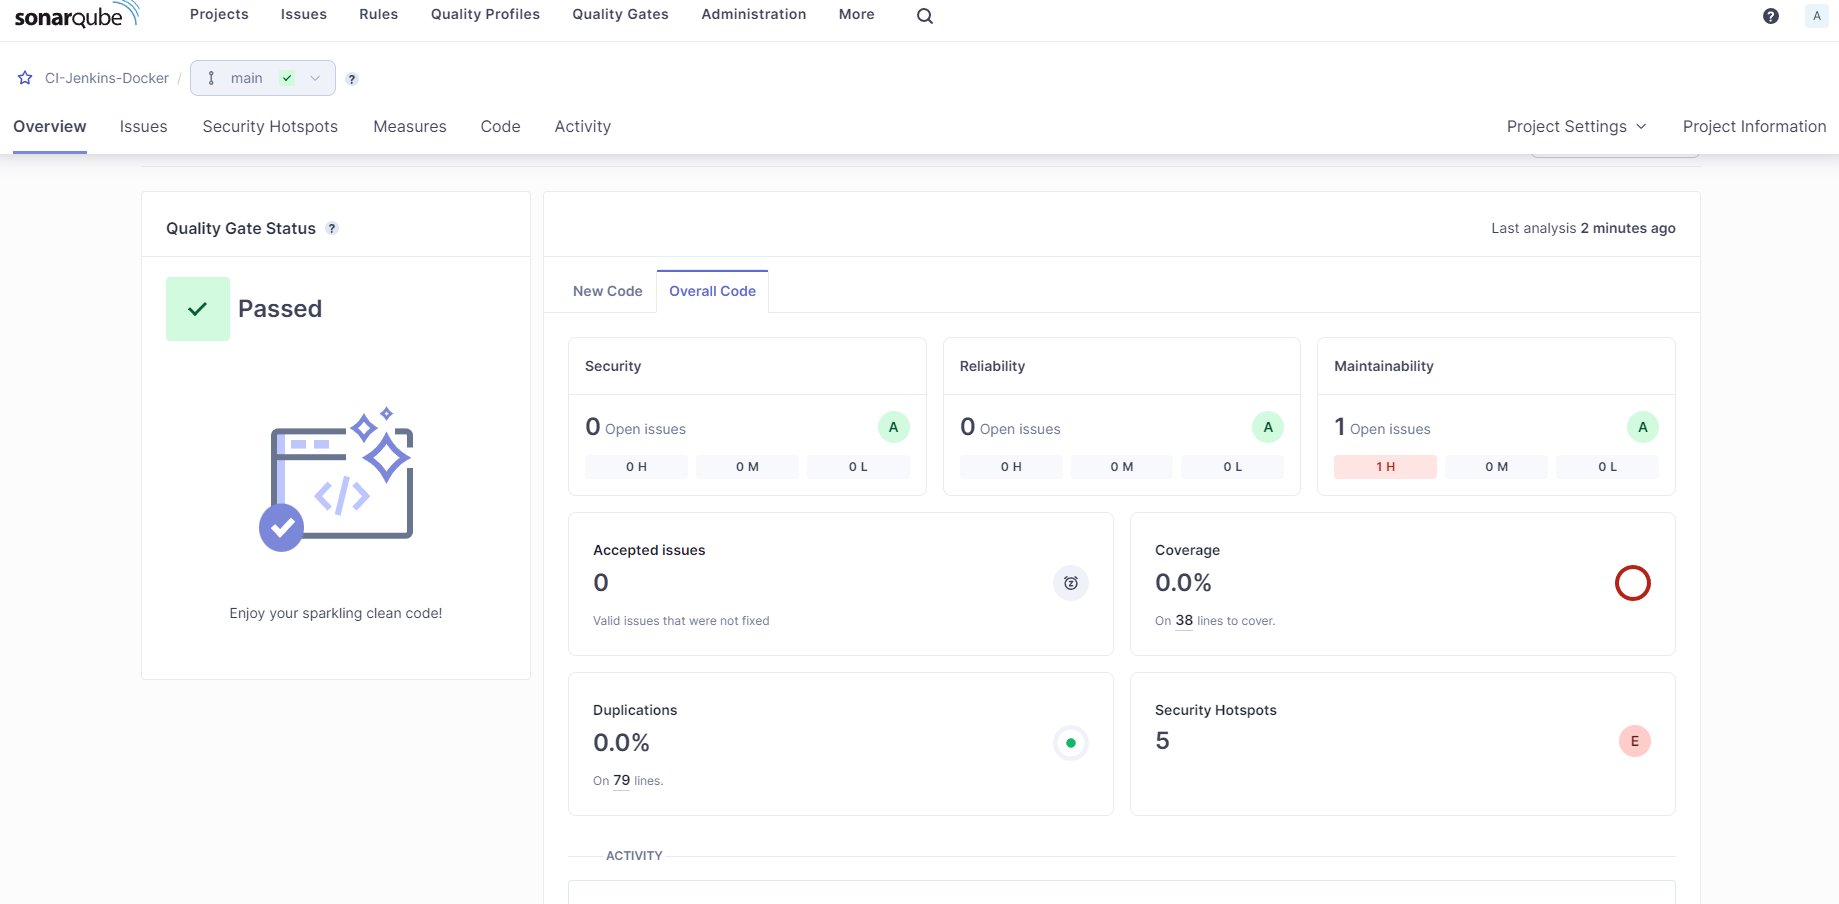 sonarqube Projects Issues Rules Quality Profiles Quality Gates Administration More ? A
CI-Jenkins-Docker / main ?
Overview Issues Security Hotspots Measures Code Activity Project Settings Project Information
Quality Gate Status ?
Passed
Enjoy your sparkling clean code!
Last analysis 2 minutes ago
New Code Overall Code
Security
0 Open issues A
0 H 0 M 0 L
Reliability
0 Open issues A
0 H 0 M 0 L
Maintainability
1 Open issues A
1 H 0 M 0 L
Accepted issues
0
Valid issues that were not fixed
Coverage
0.0%
On 38 lines to cover.
Duplications
0.0%
On 79 lines.
Security Hotspots
5 E
ACTIVITY